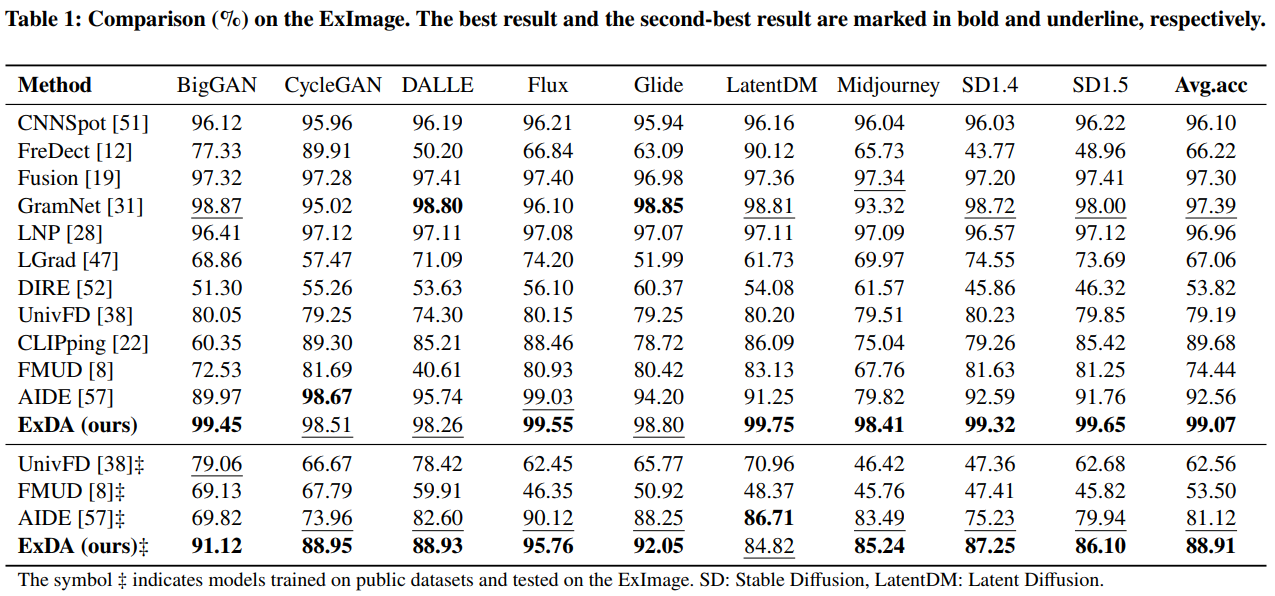 Table 1: Comparison (%) on the ExImage. The best result and the second-best result are marked in bold and underline, respectively.
Method BigGAN CycleGAN DALLE Flux Glide LatentDM Midjourney SD1.4 SD1.5 Avg.acc
CNNSpot [51] 96.12 95.96 96.19 96.21 95.94 96.16 96.04 96.03 96.22 96.10
FreDect [12] 77.33 89.91 50.20 66.84 63.09 90.12 65.73 43.77 48.96 66.22
Fusion [19] 97.32 97.28 97.41 97.40 96.98 97.36 97.34 97.20 97.41 97.30
GramNet [31] 98.87 95.02 98.80 96.10 98.85 98.81 93.32 98.72 98.00 97.39
LNP [28] 96.41 97.12 97.11 97.08 97.07 97.11 97.09 96.57 97.12 96.96
LGrad [47] 68.86 57.47 71.09 74.20 51.99 61.73 69.97 74.55 73.69 67.06
DIRE [52] 51.30 55.26 53.63 56.10 60.37 54.08 61.57 45.86 46.32 53.82
UnivFD [38] 80.05 79.25 74.30 80.15 79.25 80.20 79.51 80.23 79.85 79.19
CLIPping [22] 60.35 89.30 85.21 88.46 78.72 86.09 75.04 79.26 85.42 89.68
FMUD [8] 72.53 81.69 40.61 80.93 80.42 83.13 67.76 81.63 81.25 74.44
AIDE [57] 89.97 98.67 95.74 99.03 94.20 91.25 79.82 92.59 91.76 92.56
ExDA (ours) 99.45 98.51 98.26 99.55 98.80 99.75 98.41 99.32 99.65 99.07
UnivFD [38]‡ 79.06 66.67 78.42 62.45 65.77 70.96 46.42 47.36 62.68 62.56
FMUD [8]‡ 69.13 67.79 59.91 46.35 50.92 48.37 45.76 47.41 45.82 53.50
AIDE [57]‡ 69.82 73.96 82.60 90.12 88.25 86.71 83.49 75.23 79.94 81.12
ExDA (ours)‡ 91.12 88.95 88.93 95.76 92.05 84.82 85.24 87.25 86.10 88.91
The symbol ‡ indicates models trained on public datasets and tested on the ExImage. SD: Stable Diffusion, LatentDM: Latent Diffusion.